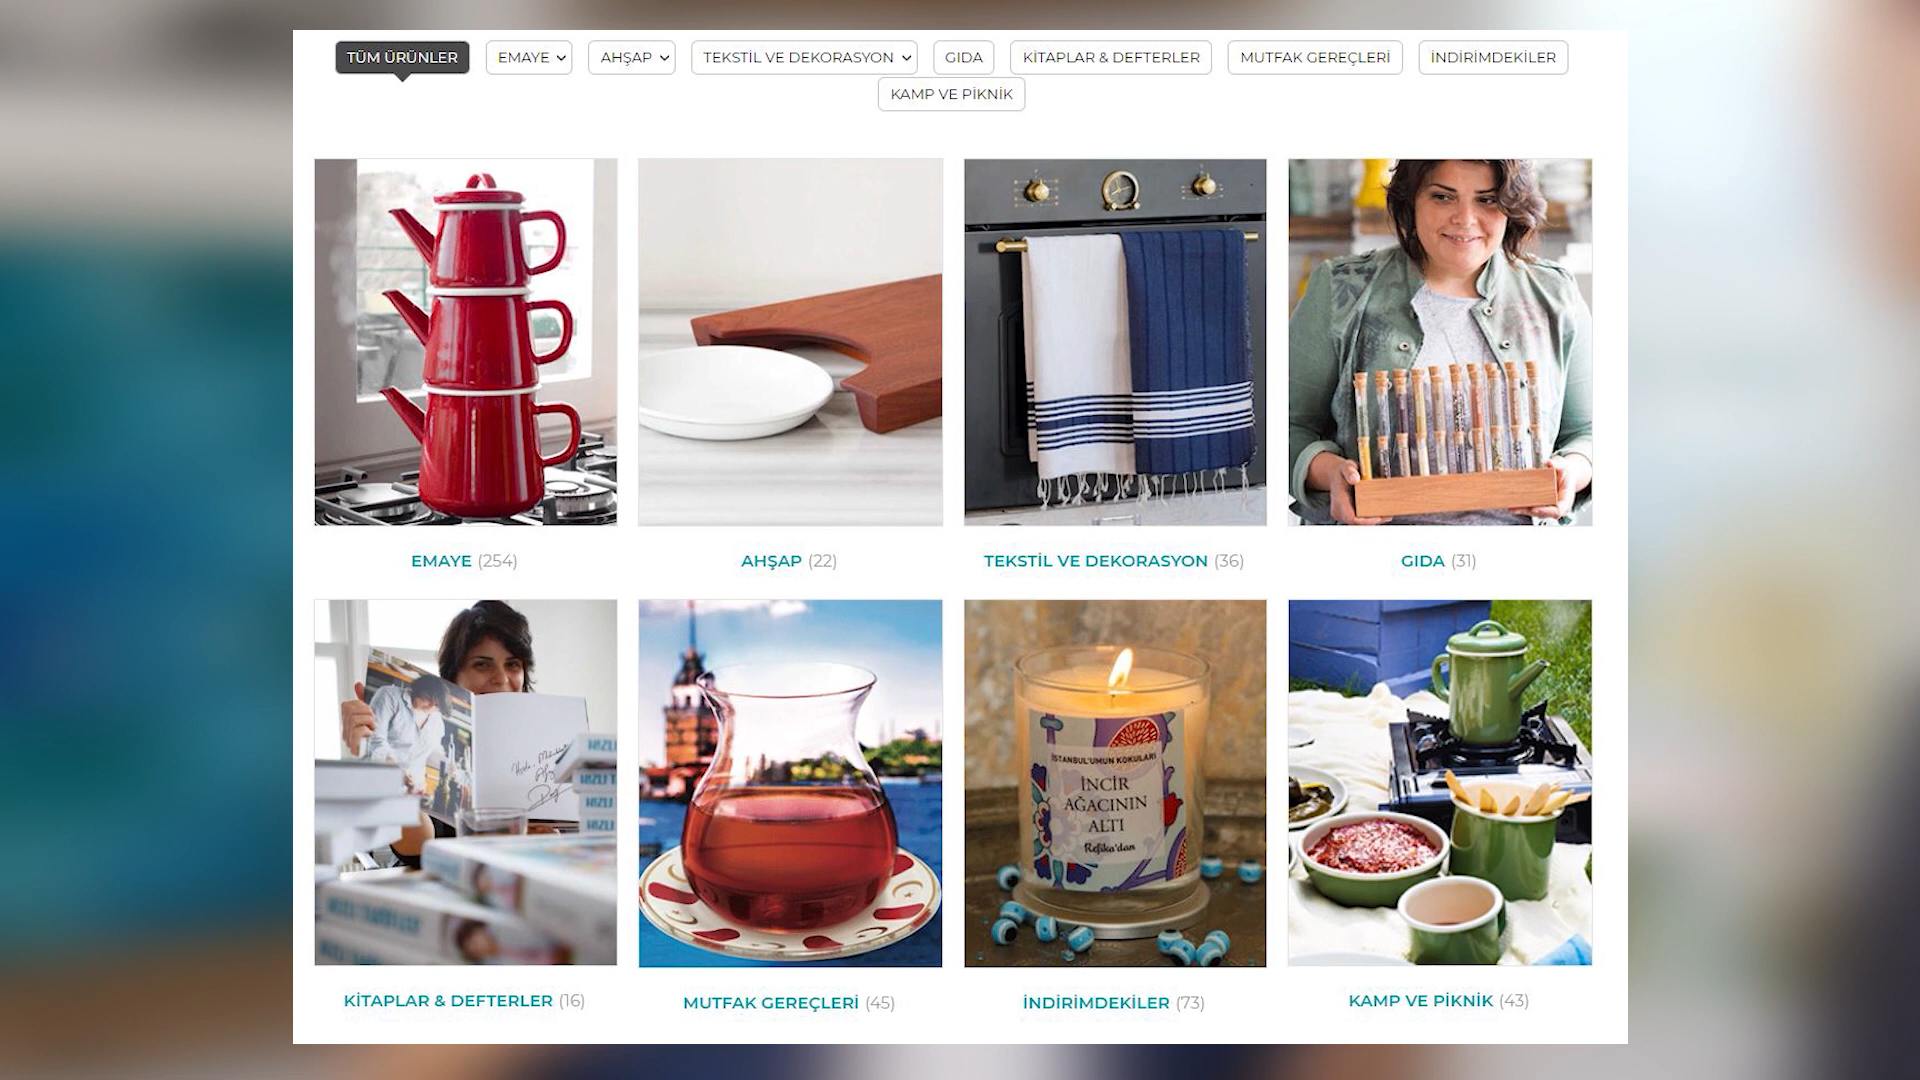 TÜM ÜRÜNLER EMAYE AHŞAP TEKSTİL VE DEKORASYON GIDA KİTAPLAR & DEFTERLER MUTFAK GEREÇLERİ İNDİRİMDEKİLER
KAMP VE PİKNİK
EMAYE (254)
AHŞAP (22)
TEKSTİL VE DEKORASYON (36)
GIDA (31)
İSTANBUL'UMUN KOKULARI
İNCİR
AĞACININ
ALTI
Refika'dan
KİTAPLAR & DEFTERLER (16)
MUTFAK GEREÇLERİ (45)
İNDİRİMDEKİLER (73)
KAMP VE PİKNİK (43)